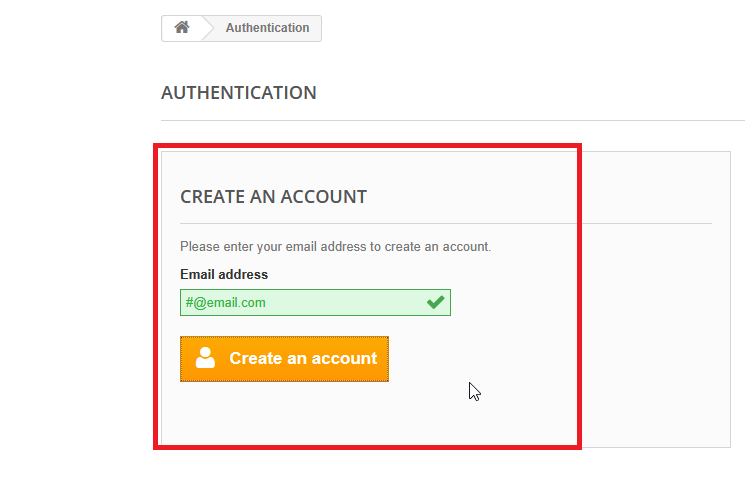 Authentication
AUTHENTICATION
CREATE AN ACCOUNT
Please enter your email address to create an account.
Email address
#@email.com
Create an account